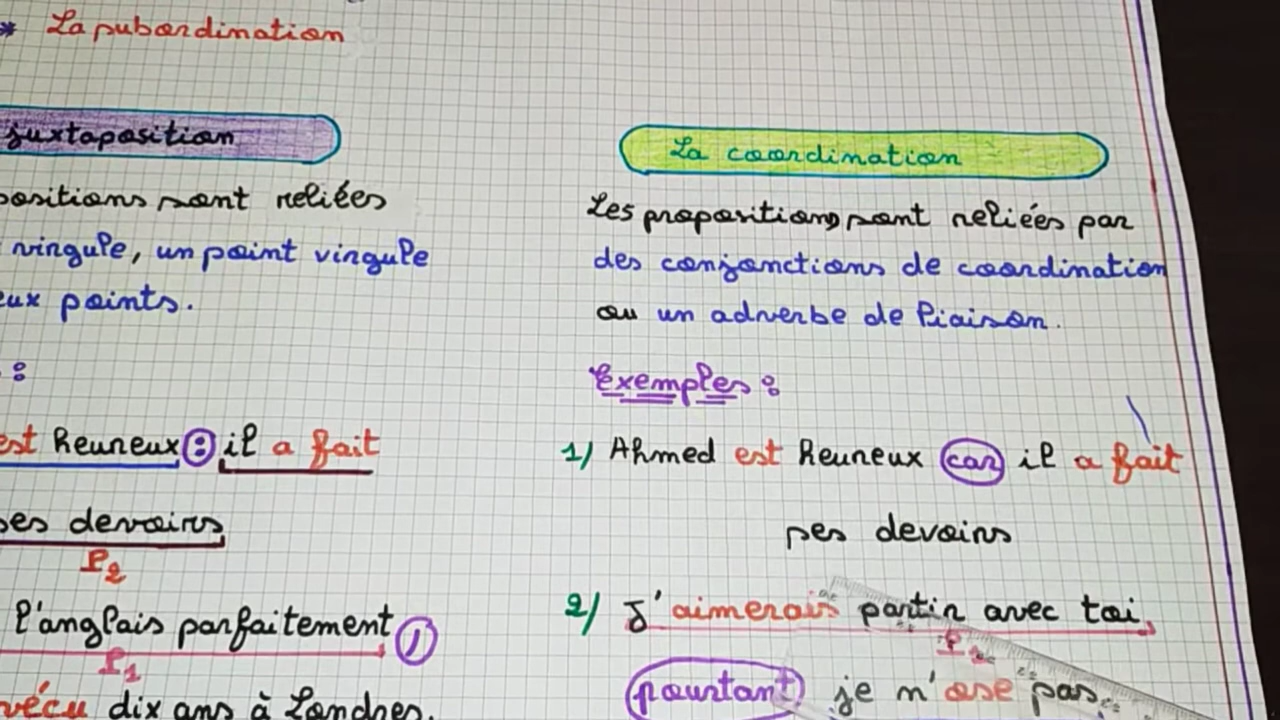 * La subordination
juxtaposition
positions sont reliées
virgule, un point virgule
eux points.
:
est heureux : il a fait
ses devoirs
P2
l'anglais parfaitement ,
P1
vécu dix ans à Londres.
La coordination
Les propositions sont reliées par
des conjonctions de coordination
ou un adverbe de liaison.
Exemples :
1) Ahmed est heureux car il a fait
ses devoirs
2) J'aimerais partir avec toi,
pourtant je n'ose pas.